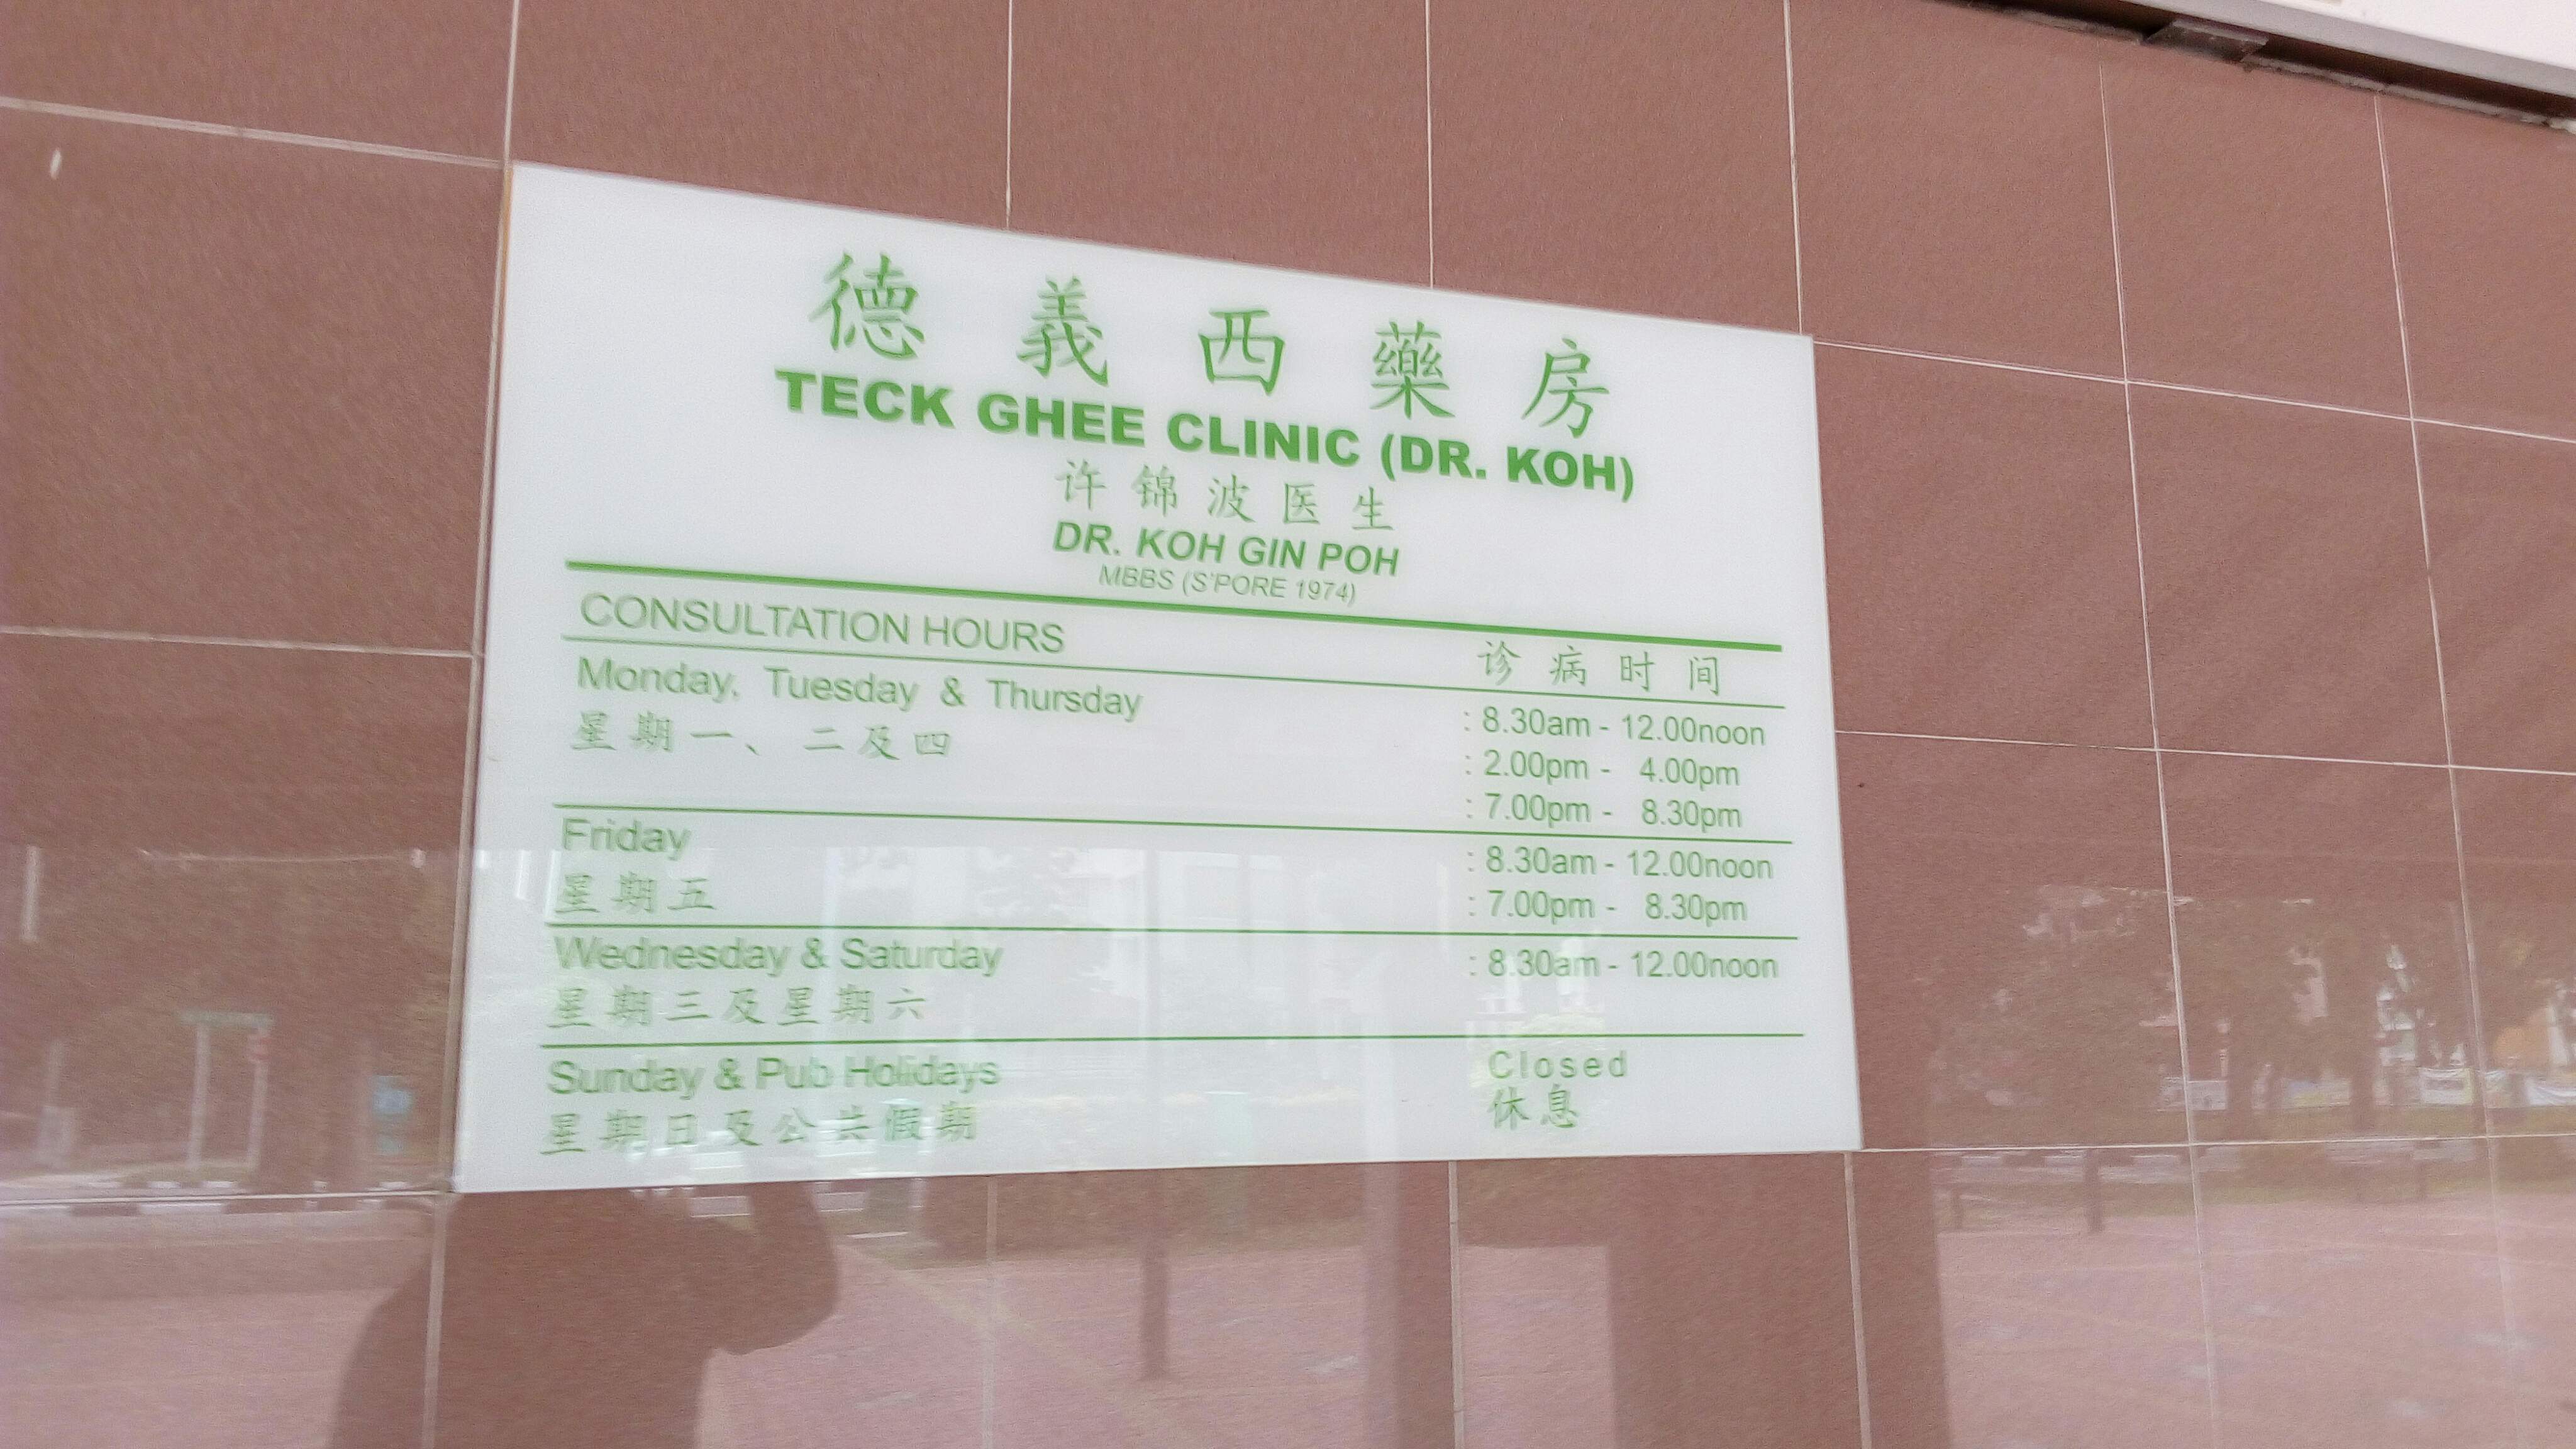 德義西藥房
TECK GHEE CLINIC (DR. KOH)
许锦波医生
DR. KOH GIN POH
MBBS (S'PORE 1974)
CONSULTATION HOURS 诊病时间
Monday, Tuesday & Thursday : 8.30am - 12.00noon
星期一、二及四 : 2.00pm - 4.00pm
: 7.00pm - 8.30pm
Friday : 8.30am - 12.00noon
星期五 : 7.00pm - 8.30pm
Wednesday & Saturday : 8.30am - 12.00noon
星期三及星期六
Sunday & Pub Holidays Closed
星期日及公共假期 休息